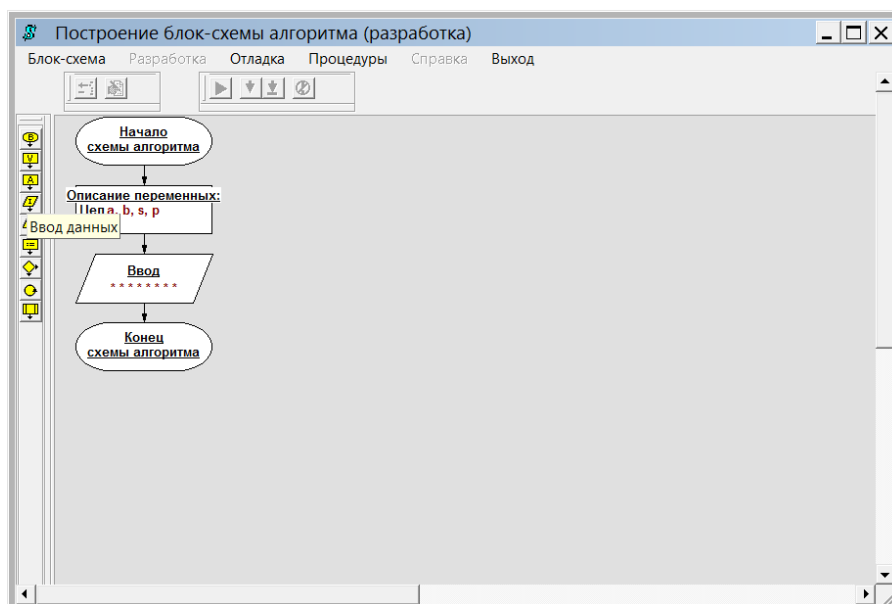 Построение блок-схемы алгоритма (разработка)
Блок-схема Разработка Отладка Процедуры Справка Выход
Начало
схемы алгоритма
Описание переменных:
Цел a, b, s, p
Ввод данных
Ввод
* * * * * * * *
Конец
схемы алгоритма